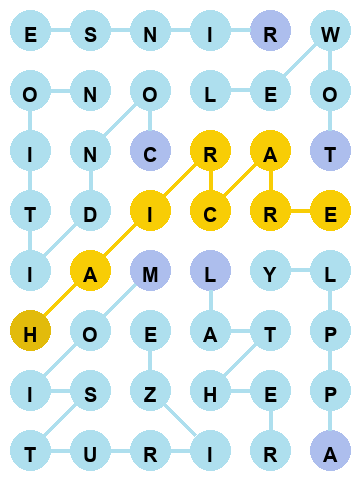 E S N I R W
O N O L E O
I N C R A T
T D I C R E
I A M L Y L
H O E A T P
I S Z H E P
T U R I R A